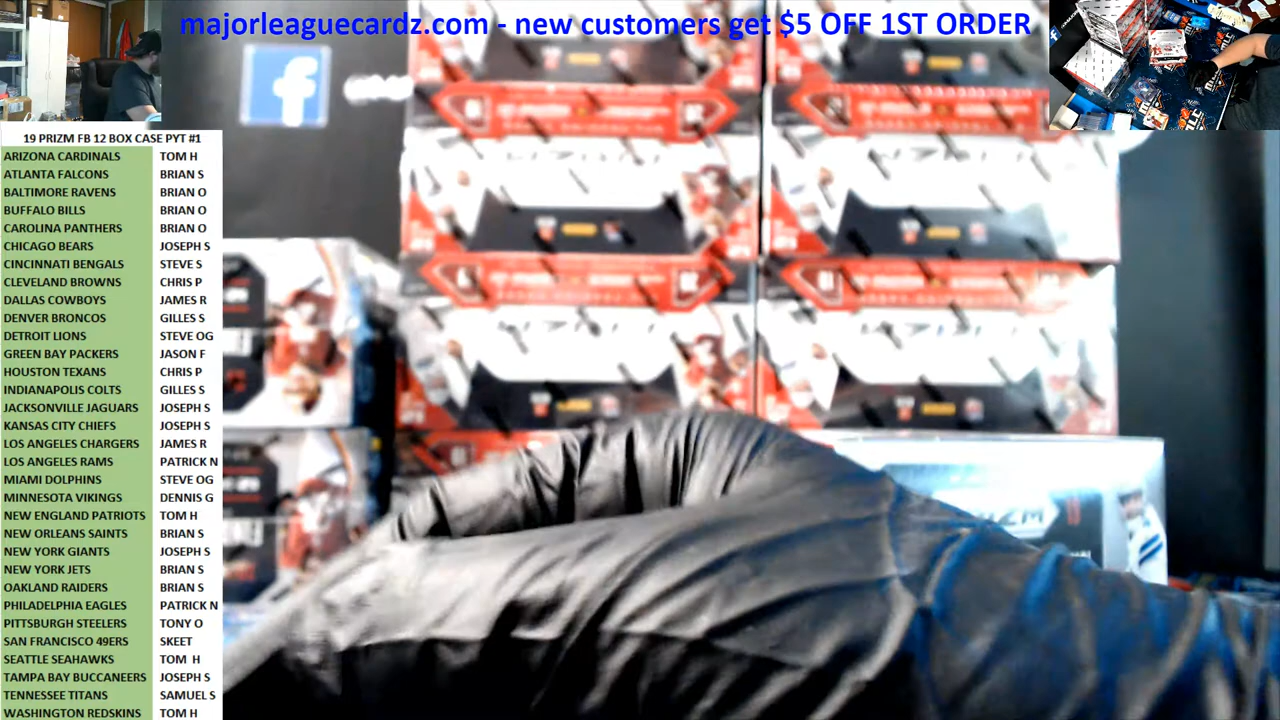 majorleaguecardz.com - new customers get $5 OFF 1ST ORDER
f
19 PRIZM FB 12 BOX CASE PYT #1
ARIZONA CARDINALS TOM H
ATLANTA FALCONS BRIAN S
BALTIMORE RAVENS BRIAN O
BUFFALO BILLS BRIAN O
CAROLINA PANTHERS BRIAN O
CHICAGO BEARS JOSEPH S
CINCINNATI BENGALS STEVE S
CLEVELAND BROWNS CHRIS P
DALLAS COWBOYS JAMES R
DENVER BRONCOS GILLES S
DETROIT LIONS STEVE OG
GREEN BAY PACKERS JASON F
HOUSTON TEXANS CHRIS P
INDIANAPOLIS COLTS GILLES S
JACKSONVILLE JAGUARS JOSEPH S
KANSAS CITY CHIEFS JOSEPH S
LOS ANGELES CHARGERS JAMES R
LOS ANGELES RAMS PATRICK N
MIAMI DOLPHINS STEVE OG
MINNESOTA VIKINGS DENNIS G
NEW ENGLAND PATRIOTS TOM H
NEW ORLEANS SAINTS BRIAN S
NEW YORK GIANTS JOSEPH S
NEW YORK JETS BRIAN S
OAKLAND RAIDERS BRIAN S
PHILADELPHIA EAGLES PATRICK N
PITTSBURGH STEELERS TONY O
SAN FRANCISCO 49ERS SKEET
SEATTLE SEAHAWKS TOM H
TAMPA BAY BUCCANEERS JOSEPH S
TENNESSEE TITANS SAMUEL S
WASHINGTON REDSKINS TOM H